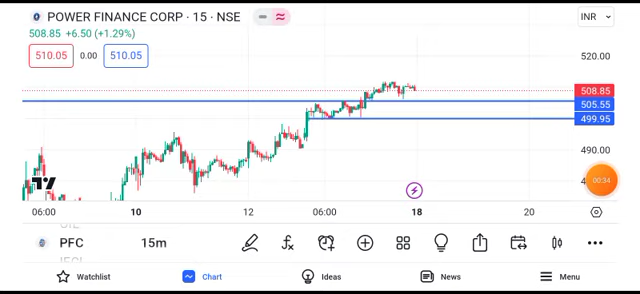 POWER FINANCE CORP · 15 · NSE
INR
508.85 +6.50 (+1.29%)
510.05 0.00 510.05
520.00
508.85
505.55
499.95
490.00
00:34
06:00 10 12 06:00 18 20
PFC 15m
Watchlist Chart Ideas News Menu